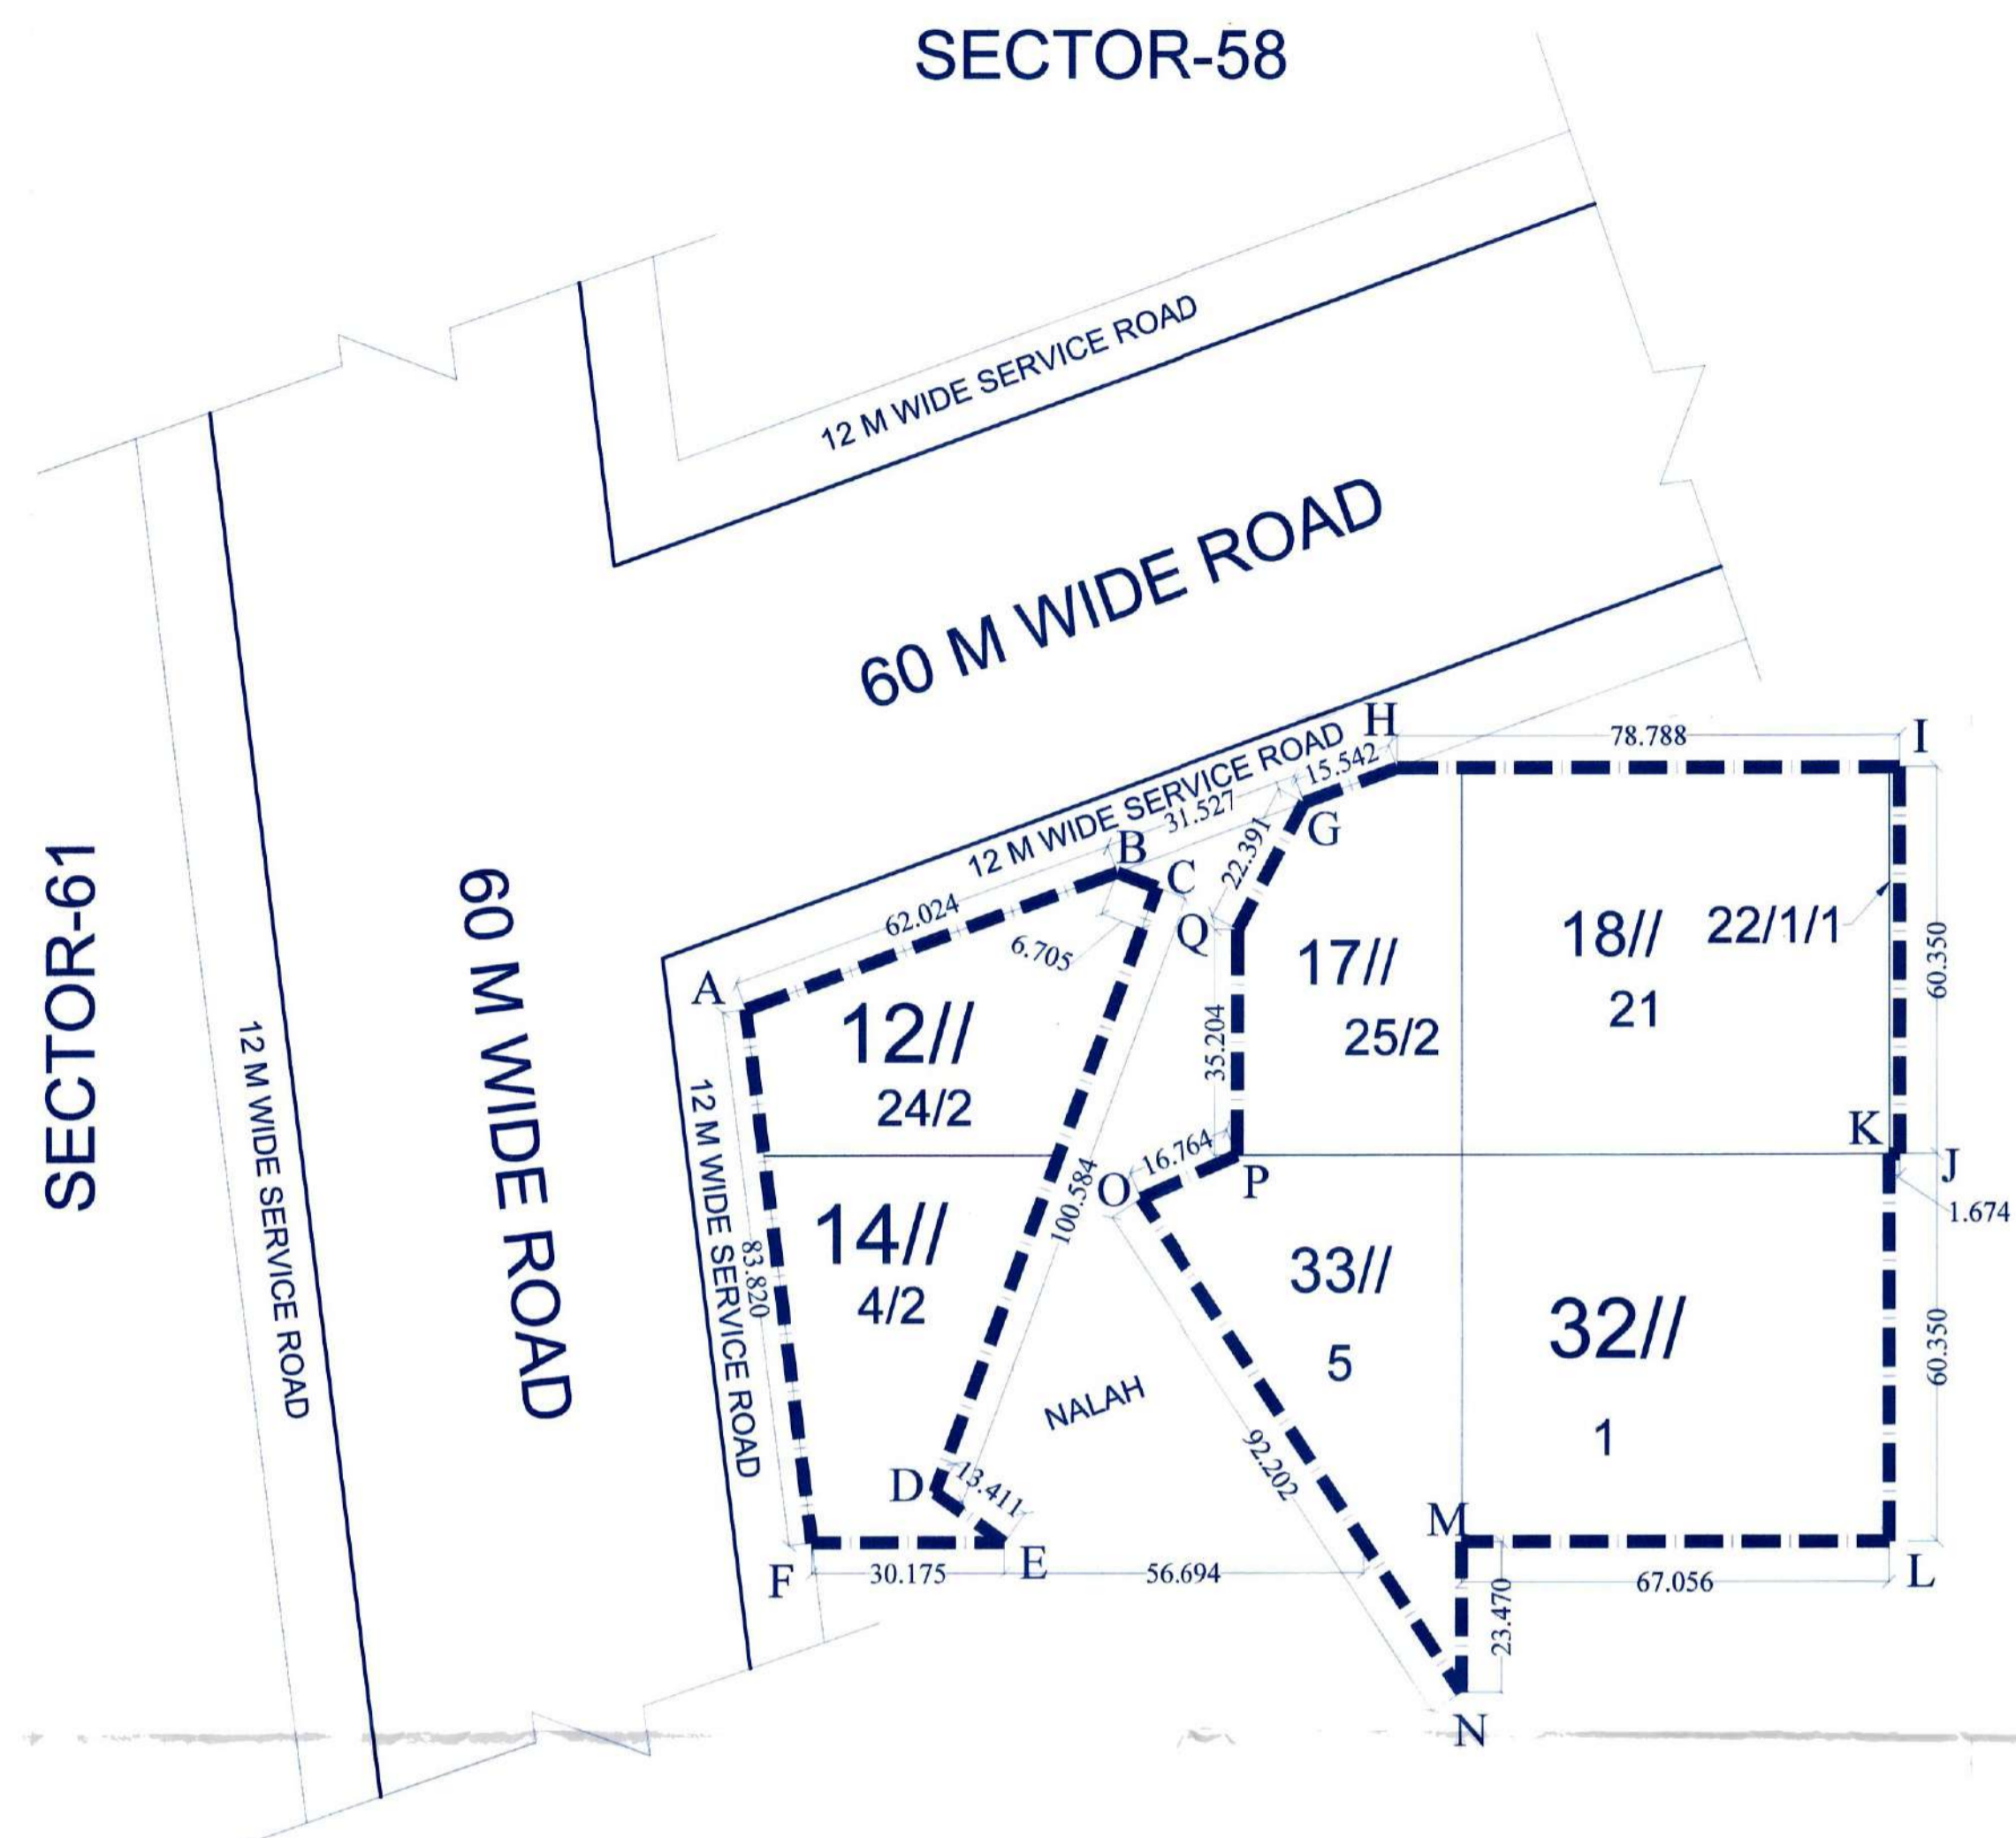 SECTOR-58
12 M WIDE SERVICE ROAD
60 M WIDE ROAD
12 M WIDE SERVICE ROAD
SECTOR-61
12 M WIDE SERVICE ROAD
60 M WIDE ROAD
12 M WIDE SERVICE ROAD
H
78.788
I
15.542
31.527
G
B
C
22.391
62.024
6.705
Q
A
12//
24/2
17//
25/2
18//
21
22/1/1
60.350
35.204
K
J
1.674
16.764
O
P
100.584
14//
4/2
83.820
33//
5
32//
1
60.350
NALAH
92.202
D
13.411
M
F
30.175
E
56.694
67.056
L
23.470
N